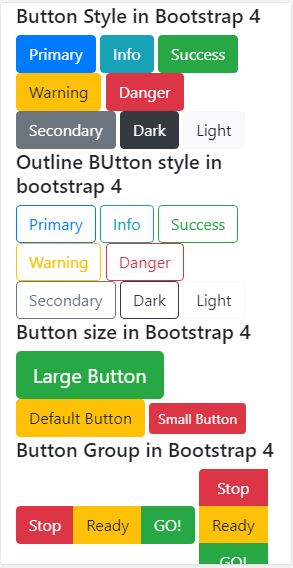 Button Style in Bootstrap 4
Primary Info Success
Warning Danger
Secondary Dark Light
Outline BUtton style in
bootstrap 4
Primary Info Success
Warning Danger
Secondary Dark Light
Button size in Bootstrap 4
Large Button
Default Button Small Button
Button Group in Bootstrap 4
Stop Ready GO!
Stop
Ready
GO!